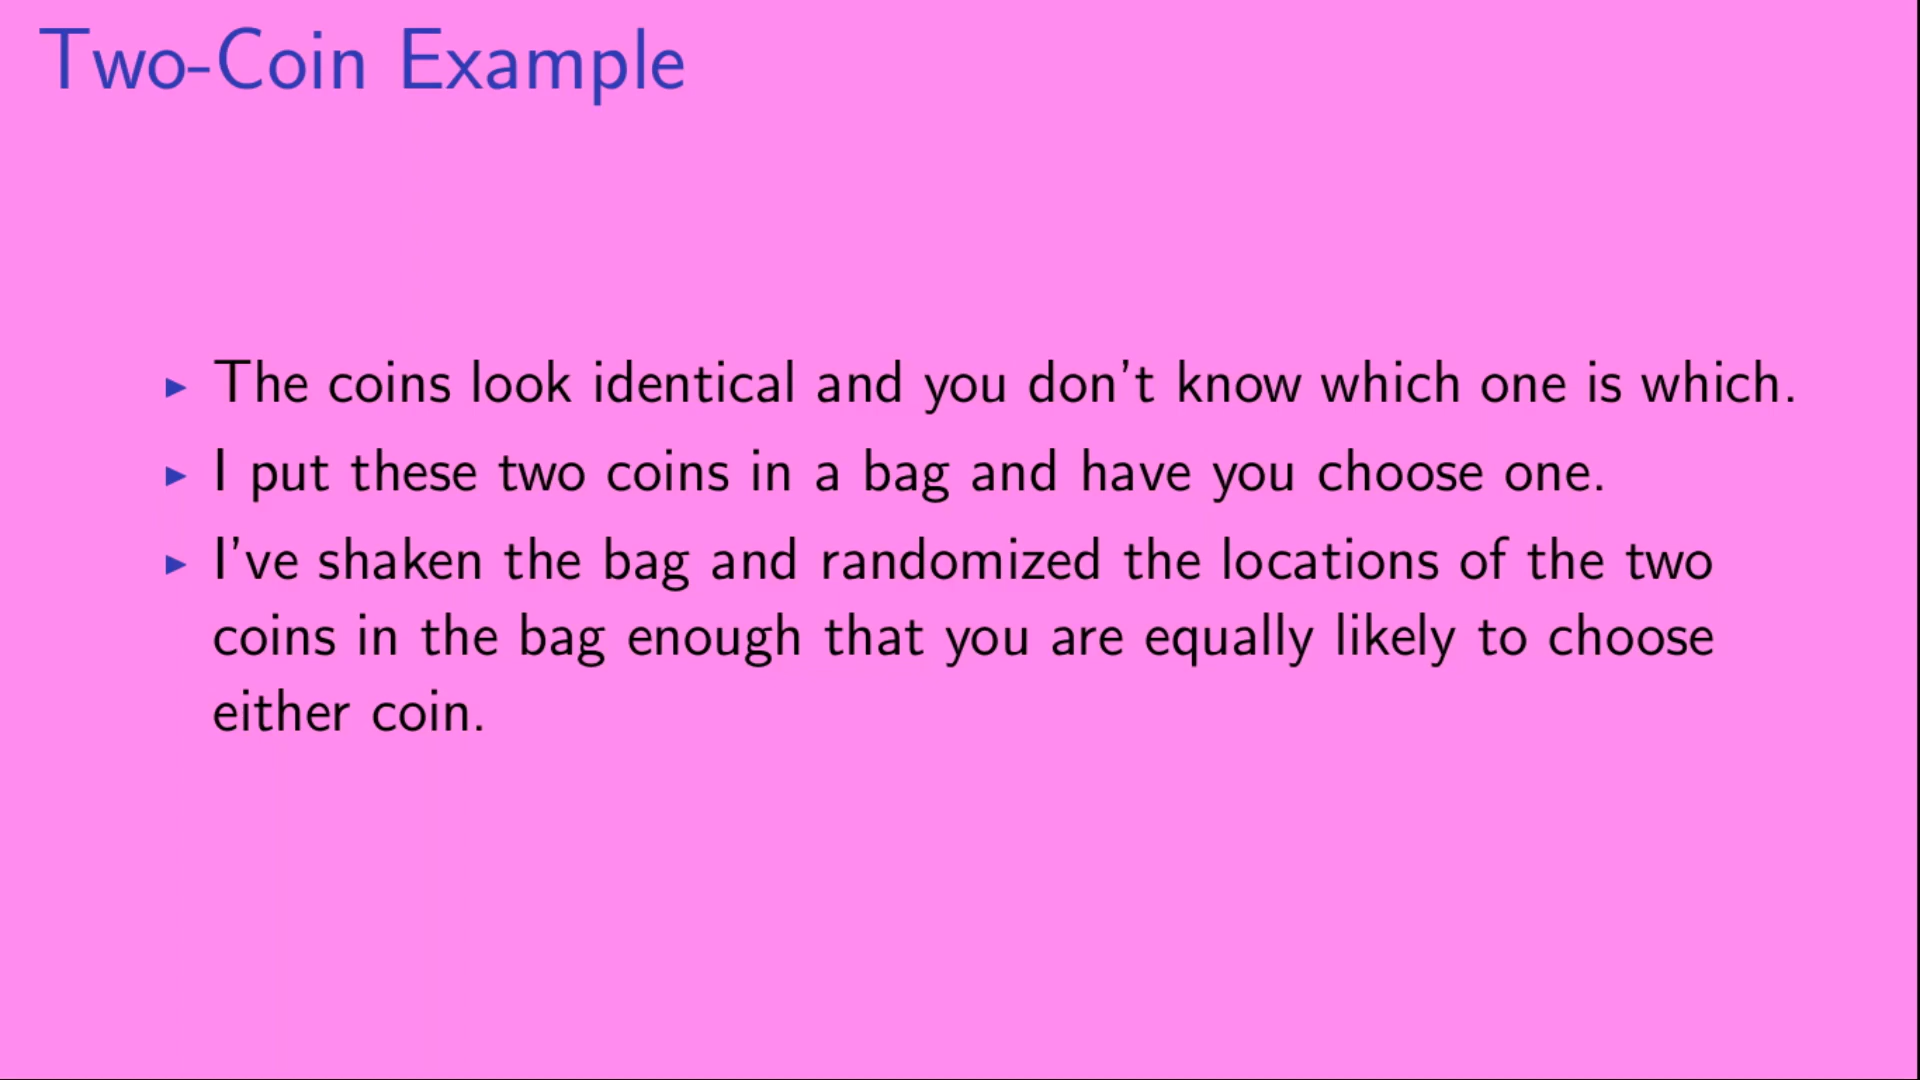 Two-Coin Example
▸ The coins look identical and you don't know which one is which.
▸ I put these two coins in a bag and have you choose one.
▸ I've shaken the bag and randomized the locations of the two
coins in the bag enough that you are equally likely to choose
either coin.